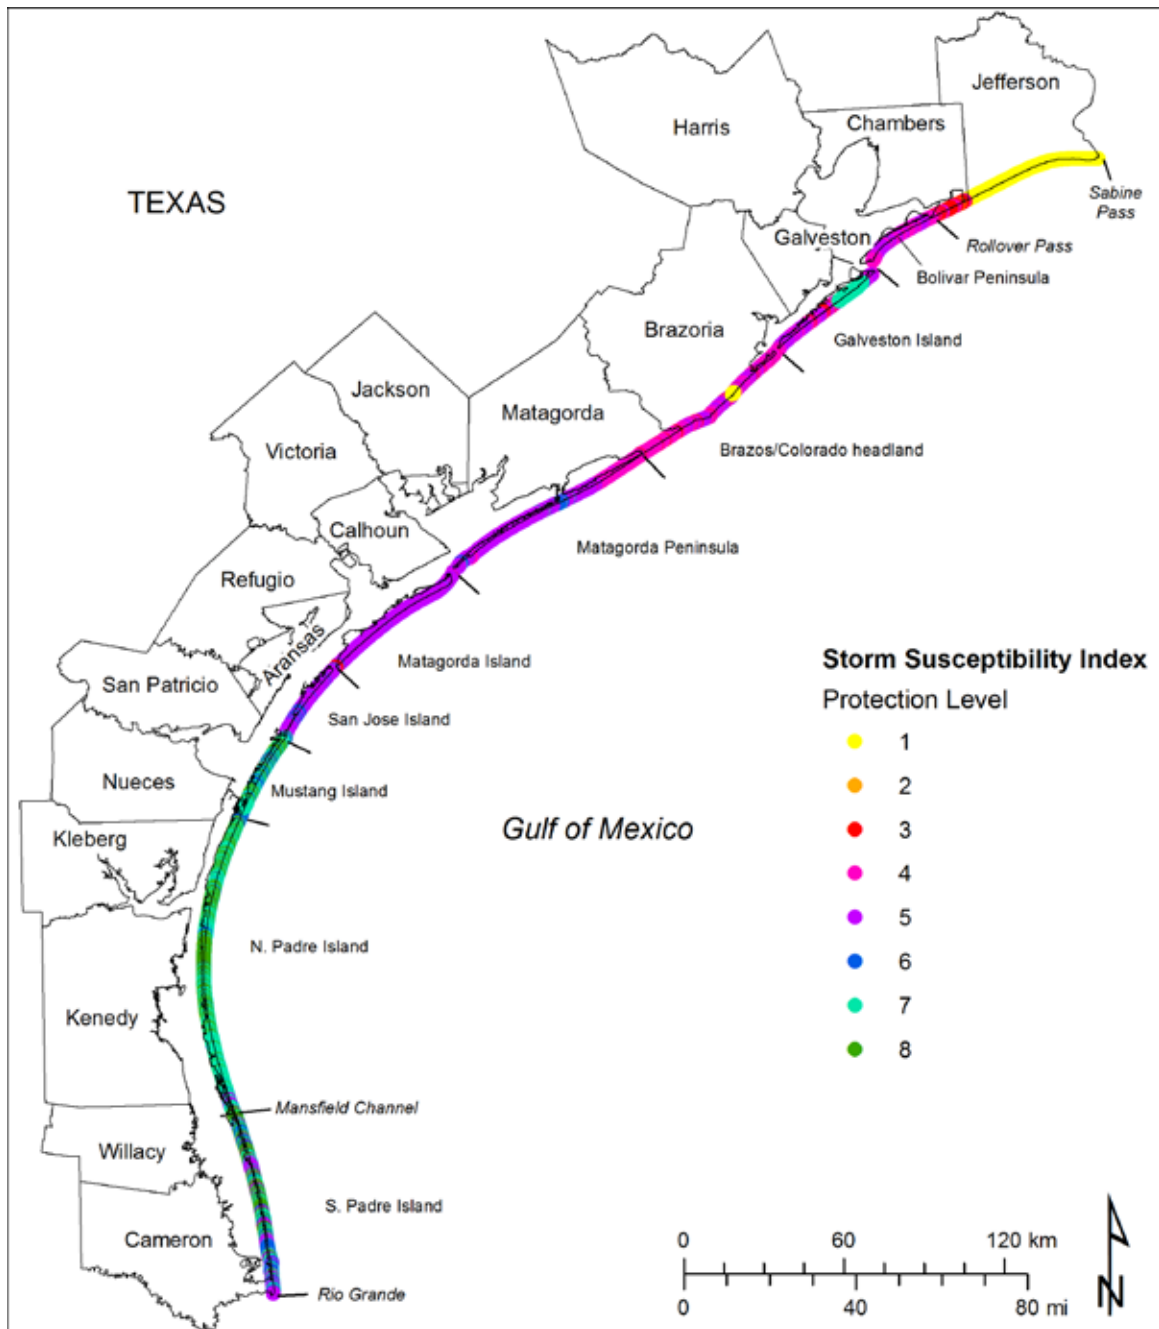 Jefferson
Harris
Chambers
TEXAS
Sabine
Pass
Galveston
Rollover Pass
Bolivar Peninsula
Brazoria
Galveston Island
Jackson
Matagorda
Victoria
Brazos/Colorado headland
Calhoun
Matagorda Peninsula
Refugio
Aransas
Matagorda Island
San Patricio
San Jose Island
Nueces
Mustang Island
Kleberg
Gulf of Mexico
N. Padre Island
Kenedy
Mansfield Channel
Willacy
S. Padre Island
Cameron
Rio Grande
Storm Susceptibility Index
Protection Level
1
2
3
4
5
6
7
8
0 60 120 km
0 40 80 mi
N